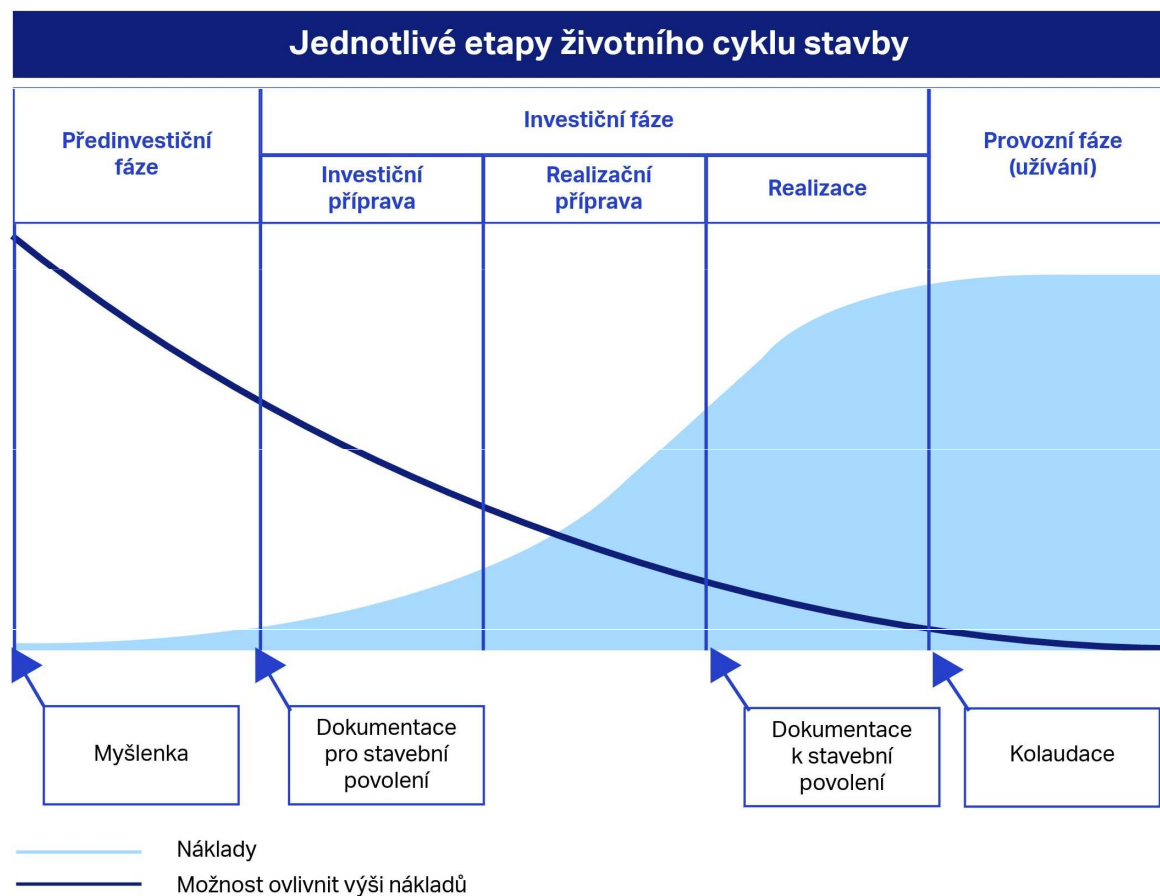 Jednotlivé etapy životního cyklu stavby
Předinvestiční
fáze
Investiční fáze
Investiční
příprava
Realizační
příprava
Realizace
Provozní fáze
(užívání)
Myšlenka
Dokumentace
pro stavební
povolení
Dokumentace
k stavební
povolení
Kolaudace
Náklady
Možnost ovlivnit výši nákladů